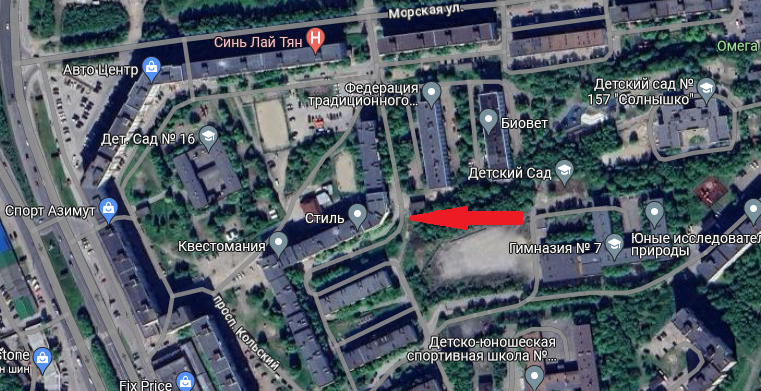 Морская ул.
Синь Лай Тян
Омега
Авто Центр
Федерация
традиционного...
Детский сад №
157 "Солнышко"
Биовет
Дет. Сад № 16
Детский Сад
Спорт Азимут
Стиль
Квестомания
Гимназия № 7
Юные исследоват
природы
просп. Кольский
Детско-юношеская
спортивная школа №...
stone
н шин
Fix Price